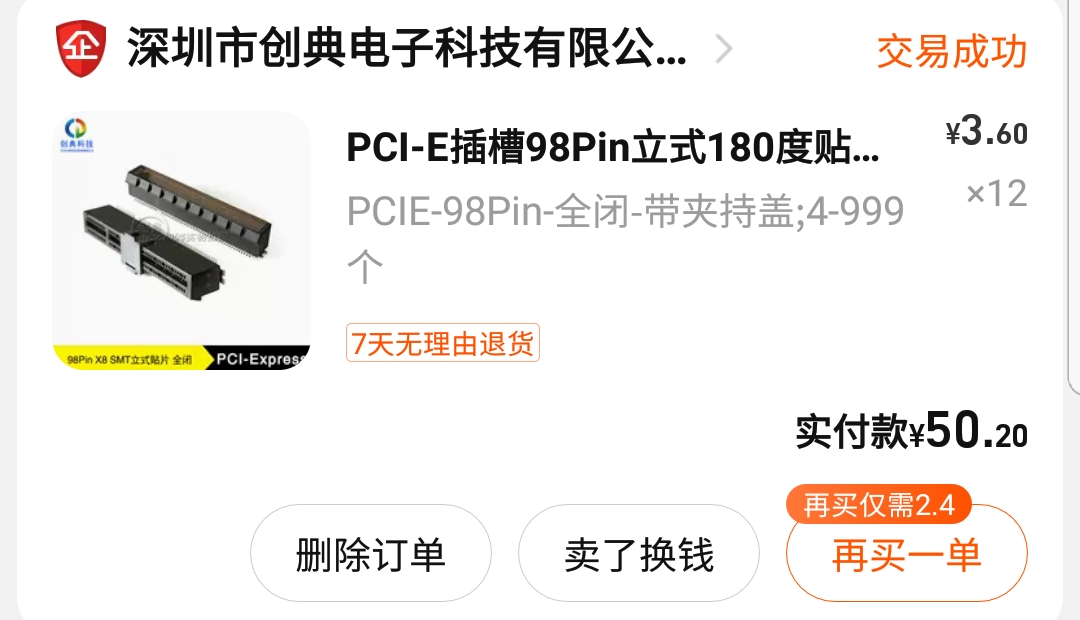 企
深圳市创典电子科技有限公...
交易成功
创典科技
PCI-E插槽98Pin立式180度贴...
¥3.60
PCIE-98Pin-全闭-带夹持盖;4-999
×12
个
7天无理由退货
98Pin X8 SMT立式贴片 全闭
PCI-Express
实付款¥50.20
再买仅需2.4
删除订单
卖了换钱
再买一单